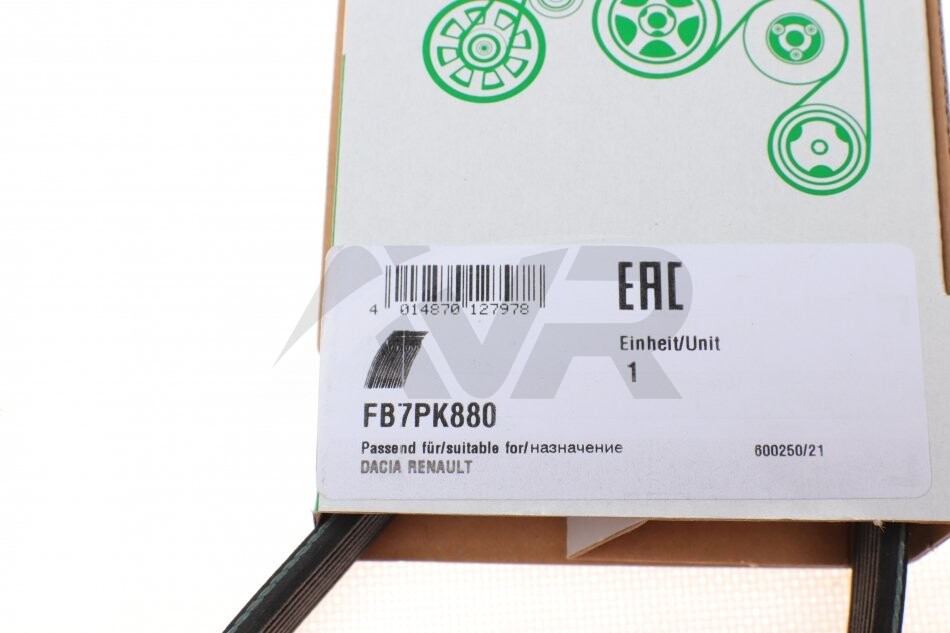 4 014870 127978
EAC
Einheit/Unit
1
FB7PK880
Passend für/suitable for/назначение
600250/21
DACIA RENAULT